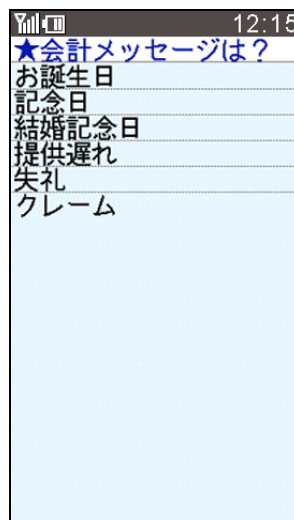 12:15
★会計メッセージは？
お誕生日
記念日
結婚記念日
提供遅れ
失礼
クレーム